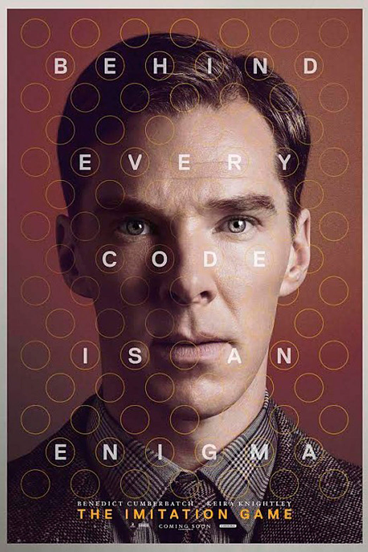 BEHIND
EVERY
CODE
IS AN
ENIGMA
BENEDICT CUMBERBATCH - KEIRA KNIGHTLEY
THE IMITATION GAME
COMING SOON